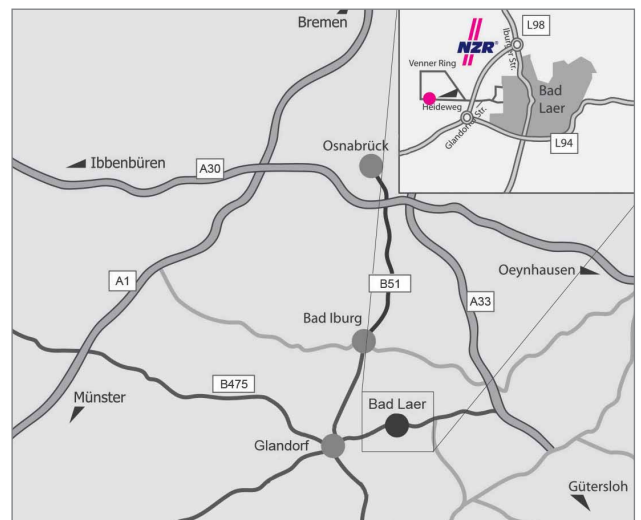 Bremen
L98
NZR®
Iburger Str.
Venner Ring
Bad
Laer
Heideweg
Glandorfer Str.
L94
Osnabrück
Ibbenbüren
A30
Oeynhausen
A1
B51
A33
Bad Iburg
B475
Bad Laer
Münster
Glandorf
Gütersloh